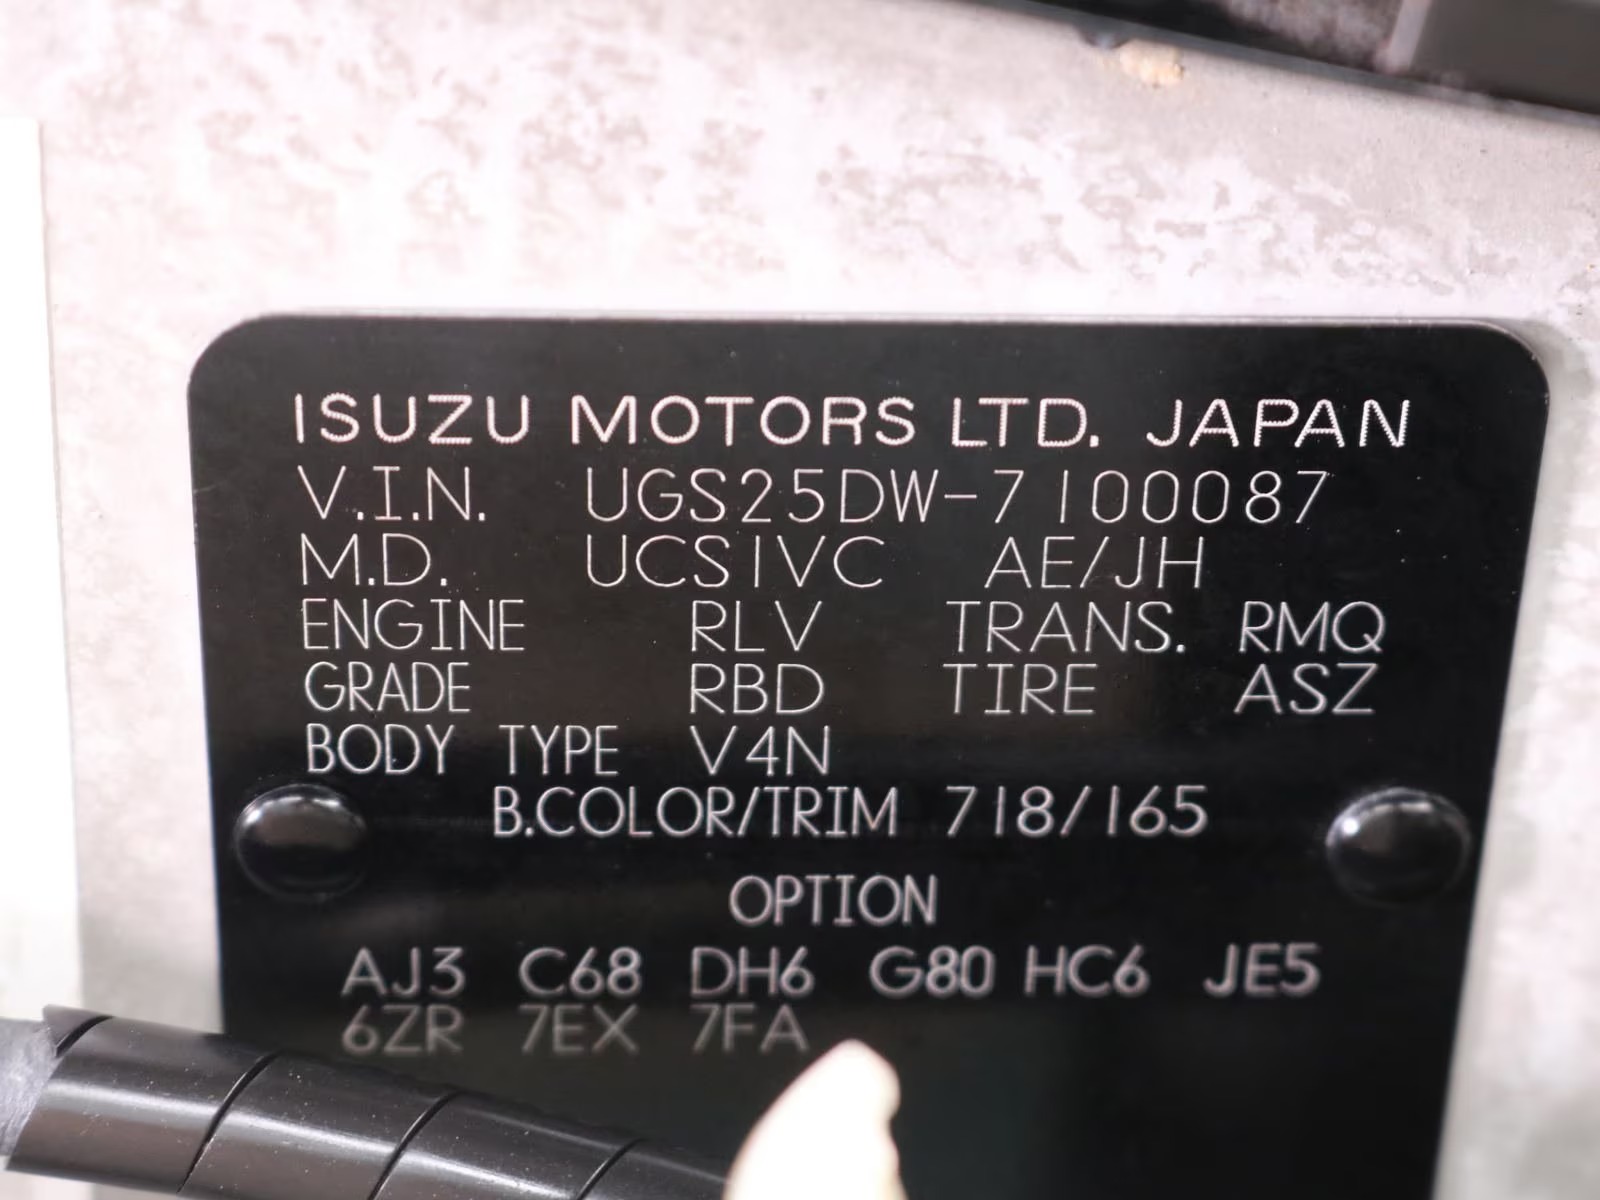 ISUZU MOTORS LTD. JAPAN
V.I.N. UGS25DW-7100087
M.D. UCS1VC AE/JH
ENGINE RLV TRANS. RMQ
GRADE RBD TIRE ASZ
BODY TYPE V4N
B.COLOR/TRIM 718/165
OPTION
AJ3 C68 DH6 G80 HC6 JE5
6ZR 7EX 7FA